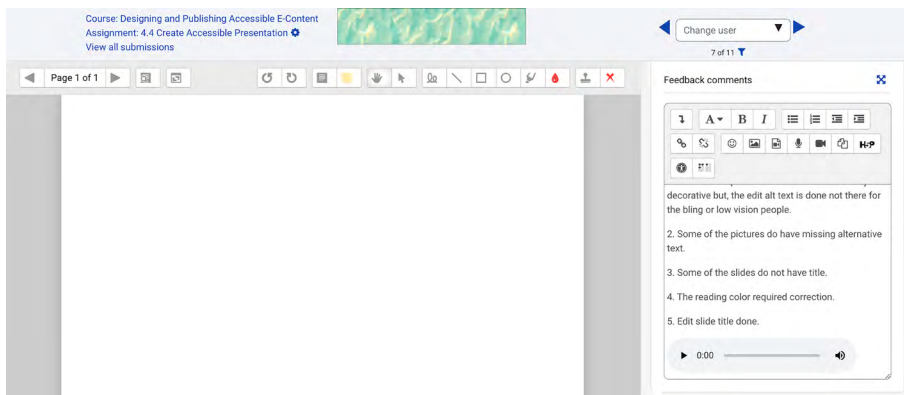 Course: Designing and Publishing Accessible E-Content
Assignment: 4.4 Create Accessible Presentation
View all submissions
Change user
7 of 11
Page 1 of 1
Feedback comments
A B I
H-P
decorative but, the edit alt text is done not there for
the bling or low vision people.
2. Some of the pictures do have missing alternative
text.
3. Some of the slides do not have title.
4. The reading color required correction.
5. Edit slide title done.
0:00